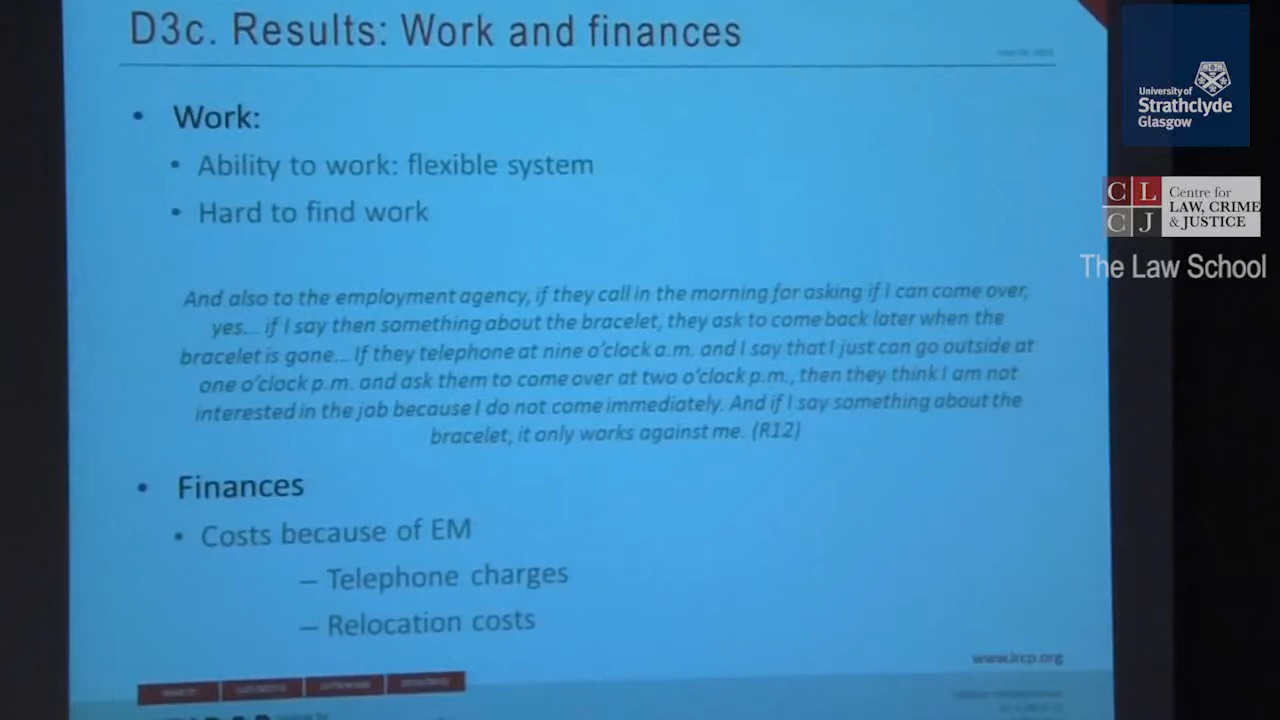 D3c. Results: Work and finances
• Work:
• Ability to work: flexible system
• Hard to find work
And also to the employment agency, if they call in the morning for asking if I can come over,
yes... if I say then something about the bracelet, they ask to come back later when the
bracelet is gone... If they telephone at nine o'clock a.m. and I say that I just can go outside at
one o'clock p.m. and ask them to come over at two o'clock p.m., then they think I am not
interested in the job because I do not come immediately. And if I say something about the
bracelet, it only works against me. (R12)
• Finances
• Costs because of EM
– Telephone charges
– Relocation costs
www.ircp.org
University of
Strathclyde
Glasgow
CL
CJ
Centre for
LAW, CRIME
& JUSTICE
The Law School